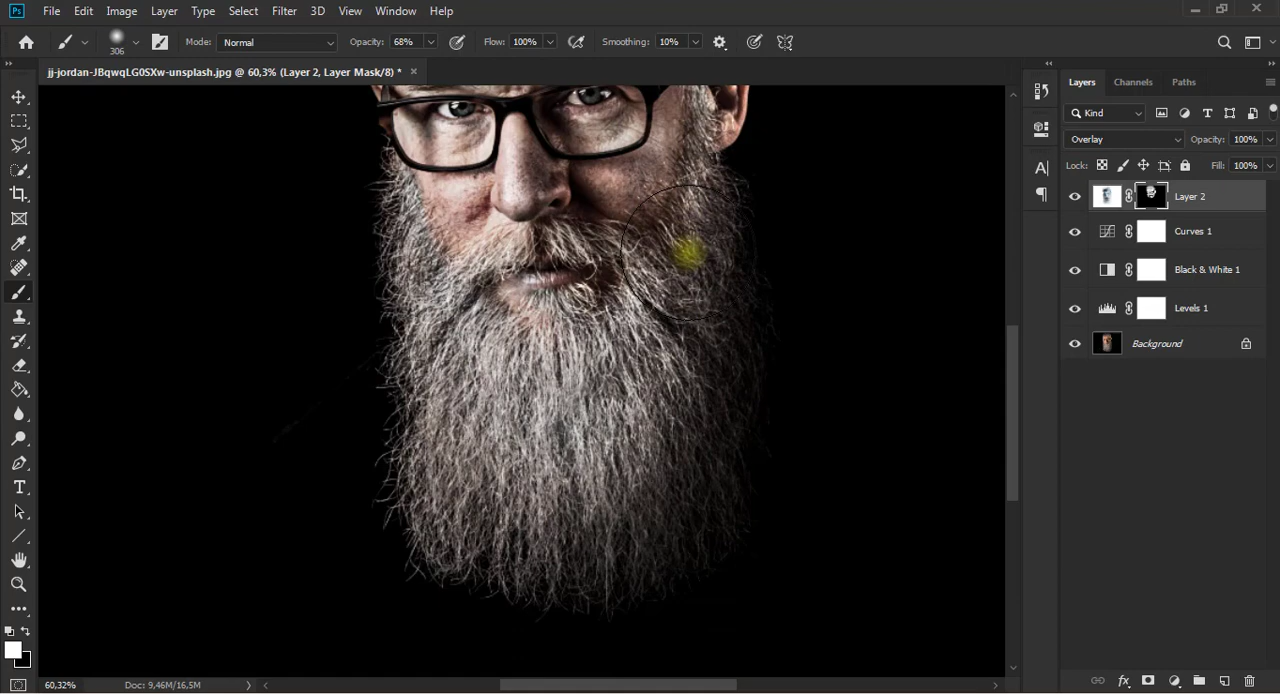 Ps File Edit Image Layer Type Select Filter 3D View Window Help
306 Mode: Normal Opacity: 68% Flow: 100% Smoothing: 10%
jj-jordan-JBqwqLG0SXw-unsplash.jpg @ 60,3% (Layer 2, Layer Mask/8) *
Layers Channels Paths
Kind
Overlay Opacity: 100%
Lock: Fill: 100%
Layer 2
Curves 1
Black & White 1
Levels 1
Background
60,32% Doc: 9,46M/16,5M